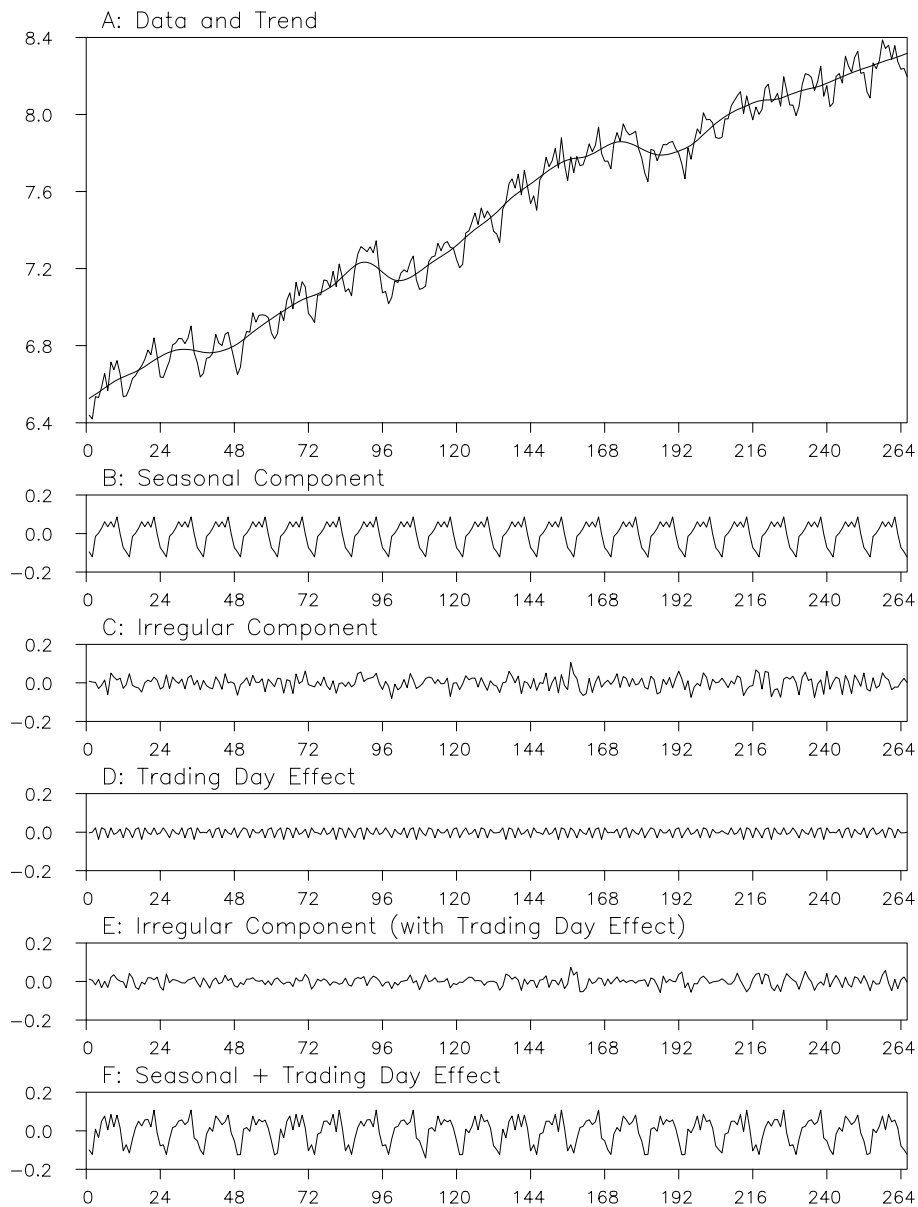 A: Data and Trend
8.4
8.0
7.6
7.2
6.8
6.4
0 24 48 72 96 120 144 168 192 216 240 264
B: Seasonal Component
0.2
0.0
−0.2
0 24 48 72 96 120 144 168 192 216 240 264
C: Irregular Component
0.2
0.0
−0.2
0 24 48 72 96 120 144 168 192 216 240 264
D: Trading Day Effect
0.2
0.0
−0.2
0 24 48 72 96 120 144 168 192 216 240 264
E: Irregular Component (with Trading Day Effect)
0.2
0.0
−0.2
0 24 48 72 96 120 144 168 192 216 240 264
F: Seasonal + Trading Day Effect
0.2
0.0
−0.2
0 24 48 72 96 120 144 168 192 216 240 264